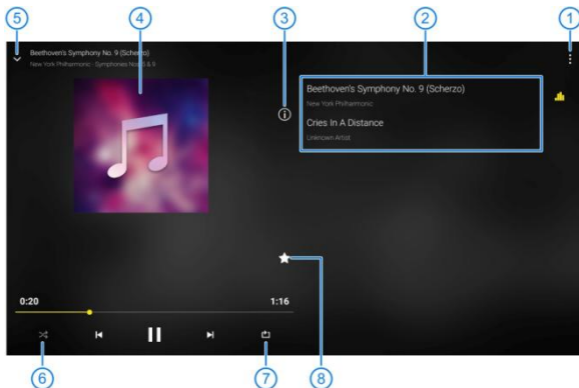 5
4
3
2
1
Beethoven's Symphony No. 9 (Scherzo)
New York Philharmonic - Symphonies Nos. 5 & 9
Beethoven's Symphony No. 9 (Scherzo)
New York Philharmonic
Cries In A Distance
Unknown Artist
0:20
1:16
6
7
8